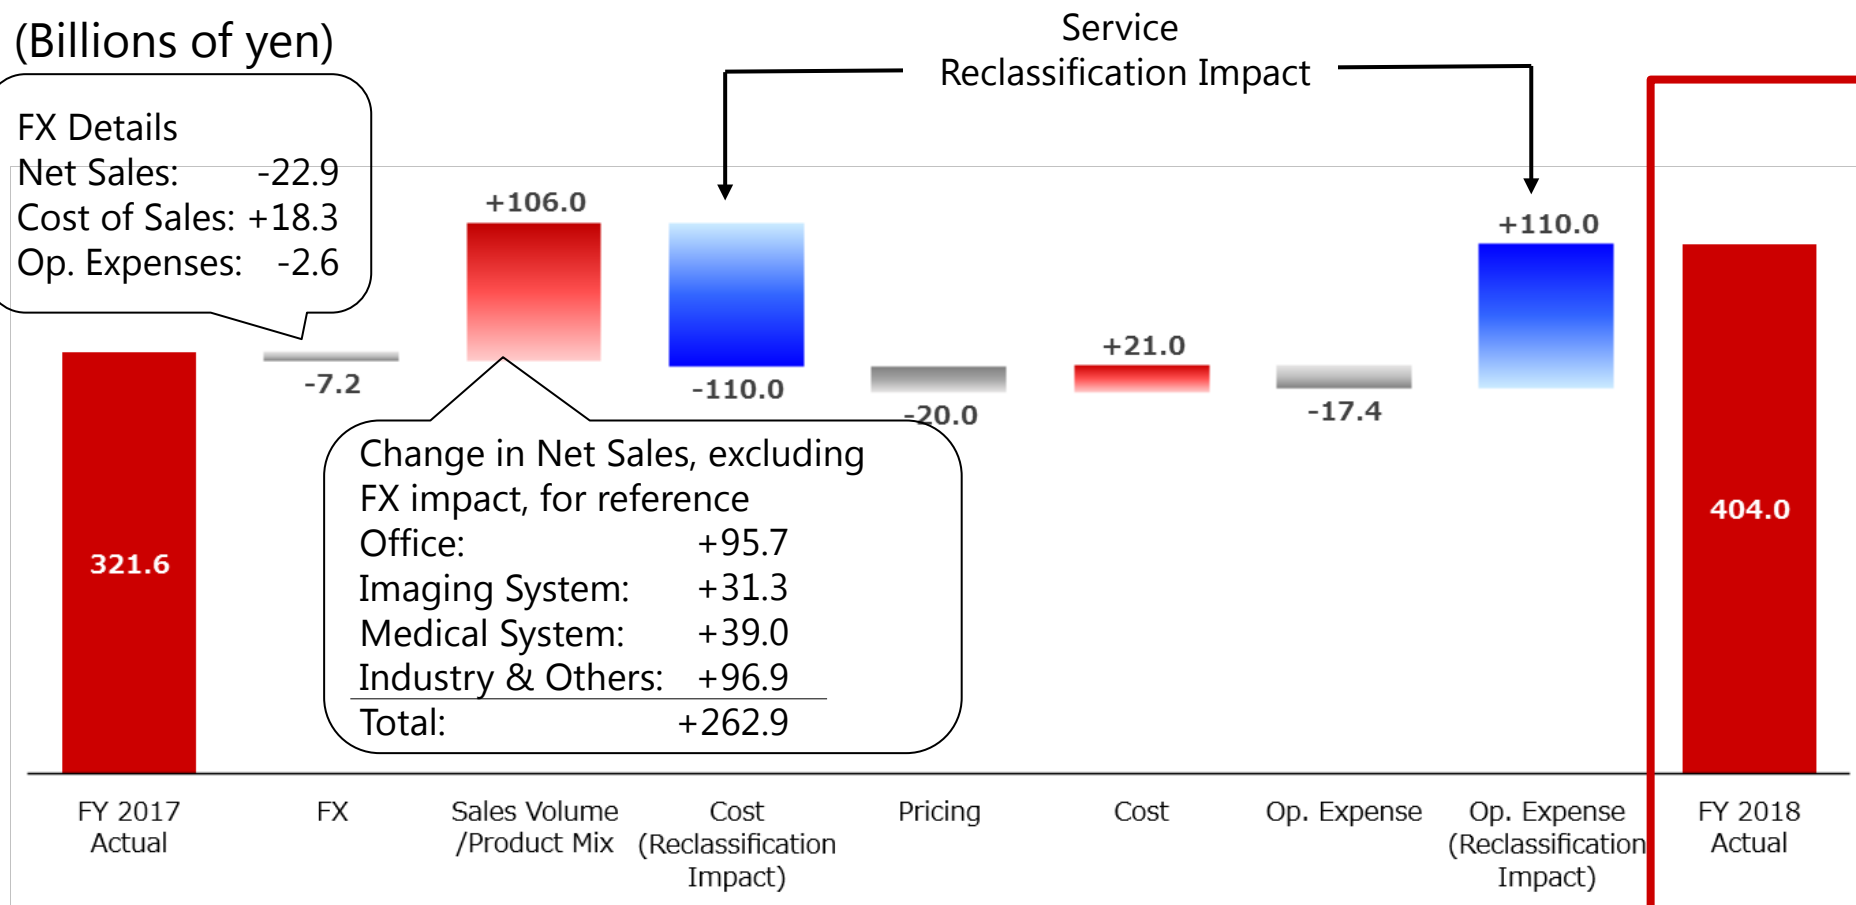 (Billions of yen)
Service
Reclassification Impact
FX Details
Net Sales: -22.9
Cost of Sales: +18.3
Op. Expenses: -2.6
+106.0
+110.0
+21.0
-7.2
-110.0
-20.0
-17.4
Change in Net Sales, excluding
FX impact, for reference
Office: +95.7
Imaging System: +31.3
Medical System: +39.0
Industry & Others: +96.9
Total: +262.9
321.6
404.0
FY 2017
Actual
FX
Sales Volume
/Product Mix
Cost
(Reclassification
Impact)
Pricing
Cost
Op. Expense
Op. Expense
(Reclassification
Impact)
FY 2018
Actual